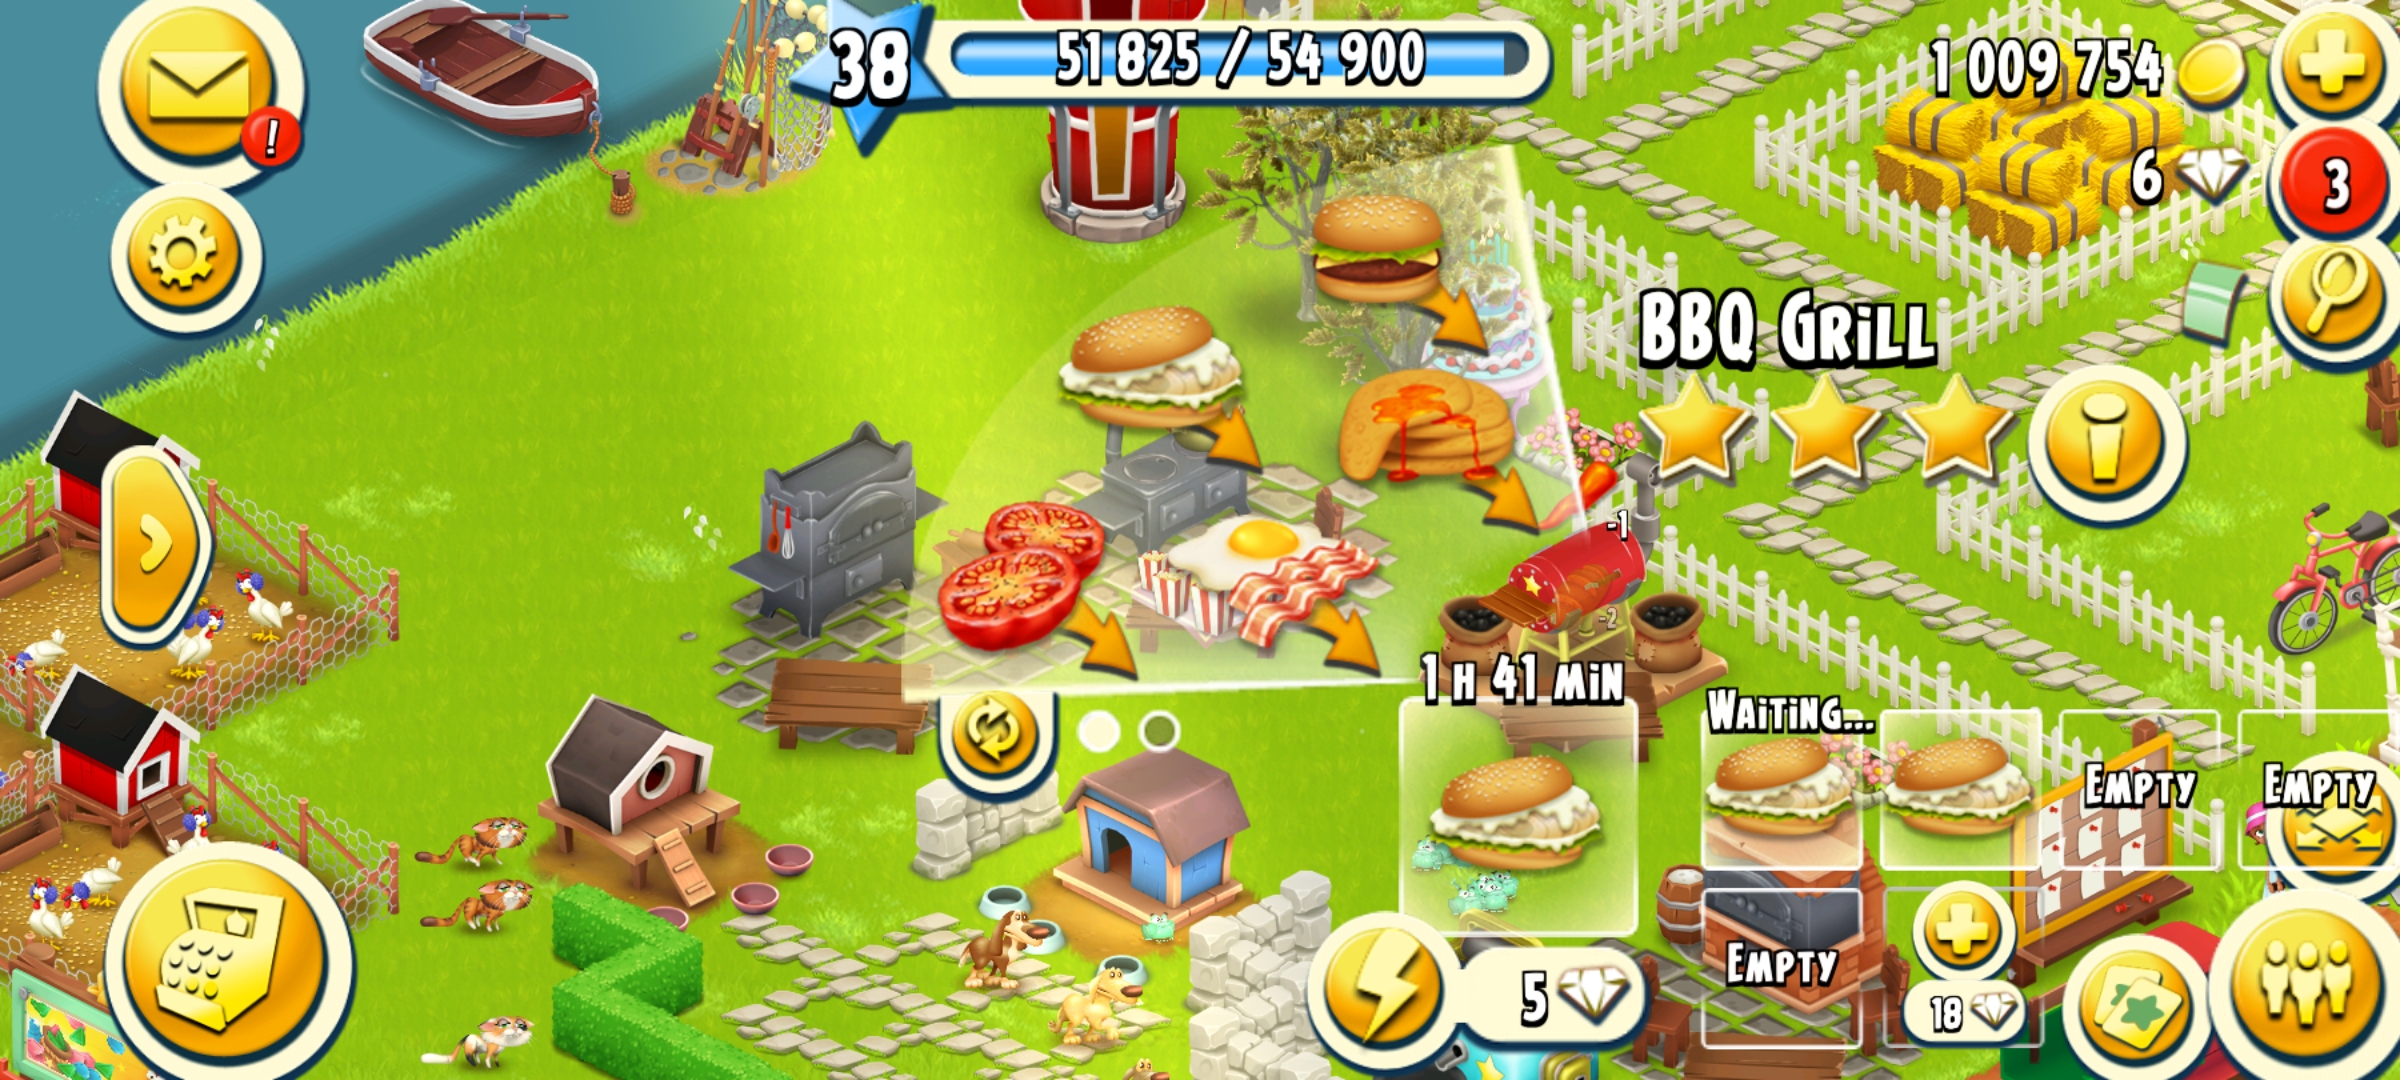 38
51 825 / 54 900
1 009 754
!
6
3
BBQ GRiLL
-1
-2
1 H 41 MiN
WAiTiNG...
EMPTY
EMPTY
EMPTY
5
18